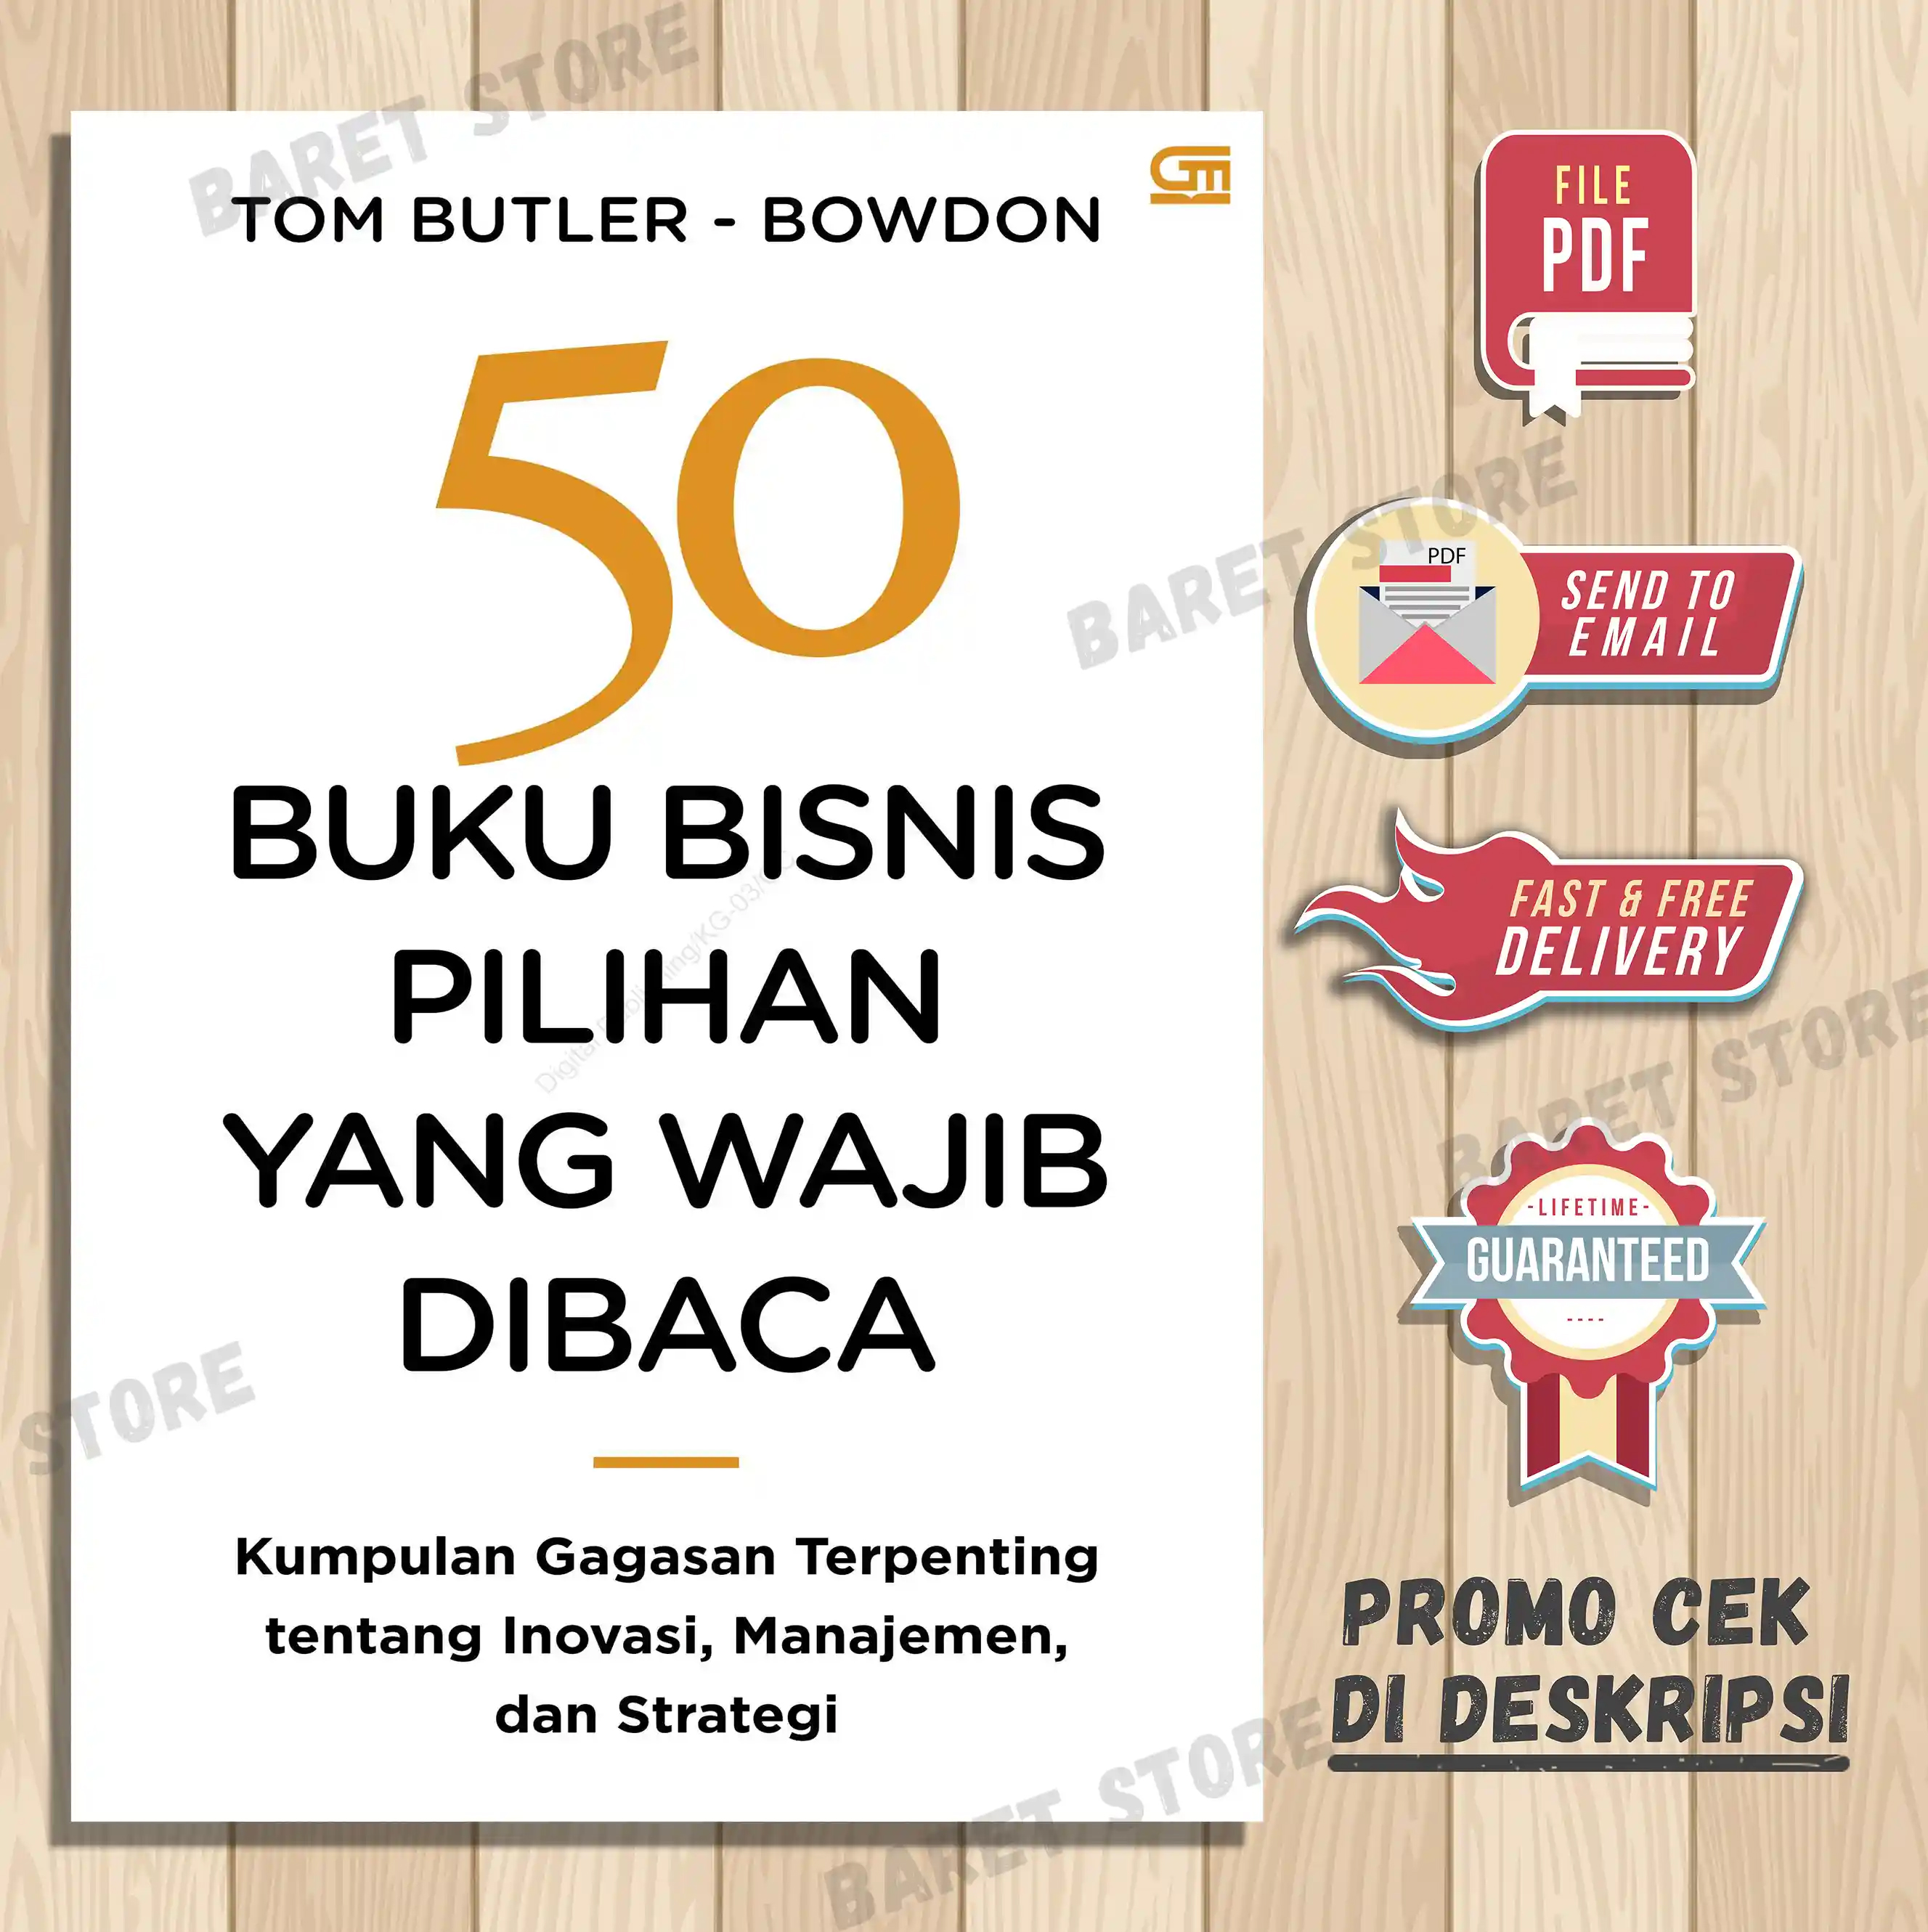 BARET STORE
TOM BUTLER - BOWDON
GM
50
BUKU BISNIS
PILIHAN
YANG WAJIB
DIBACA
Kumpulan Gagasan Terpenting
tentang Inovasi, Manajemen,
dan Strategi
FILE
PDF
BARET STORE
PDF
SEND TO
EMAIL
FAST & FREE
DELIVERY
BARET STORE
-LIFETIME-
GUARANTEED
----
STORE
PROMO CEK
DI DESKRIPSI
BARET STORE